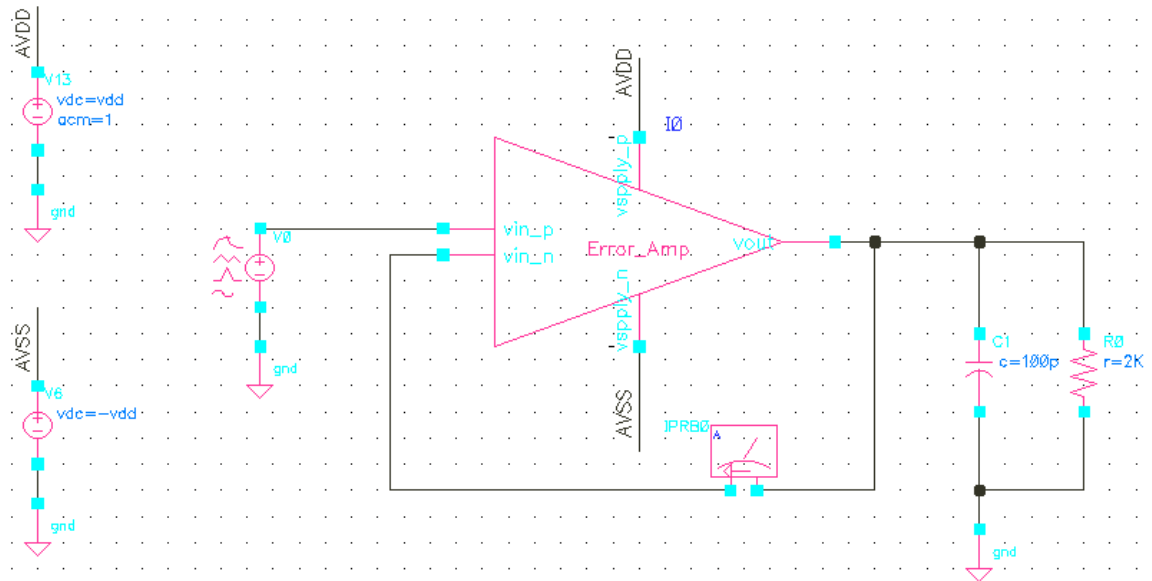 AVDD
V13
vdc=vdd
acm=1
gnd
AVSS
V6
vdc=-vdd
gnd
V0
gnd
AVDD
I0
vspply_p
vin_p
vin_n
Error_Amp
vout
vspply_n
AVSS
IPRB0
A
C1
c=100p
R0
r=2K
gnd